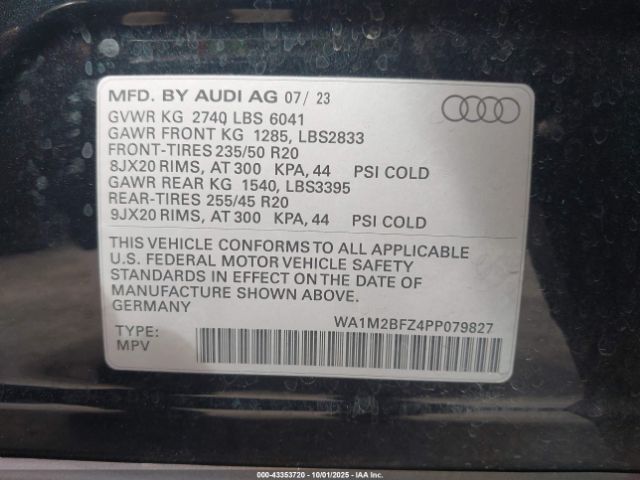 MFD. BY AUDI AG 07/ 23
GVWR KG 2740 LBS 6041
GAWR FRONT KG 1285, LBS2833
FRONT-TIRES 235/50 R20
8JX20 RIMS, AT 300 KPA, 44 PSI COLD
GAWR REAR KG 1540, LBS3395
REAR-TIRES 255/45 R20
9JX20 RIMS, AT 300 KPA, 44 PSI COLD
THIS VEHICLE CONFORMS TO ALL APPLICABLE
U.S. FEDERAL MOTOR VEHICLE SAFETY
STANDARDS IN EFFECT ON THE DATE OF
MANUFACTURE SHOWN ABOVE.
GERMANY
WA1M2BFZ4PP079827
TYPE:
MPV
000-43353720 - 10/01/2025 - IAA INC.